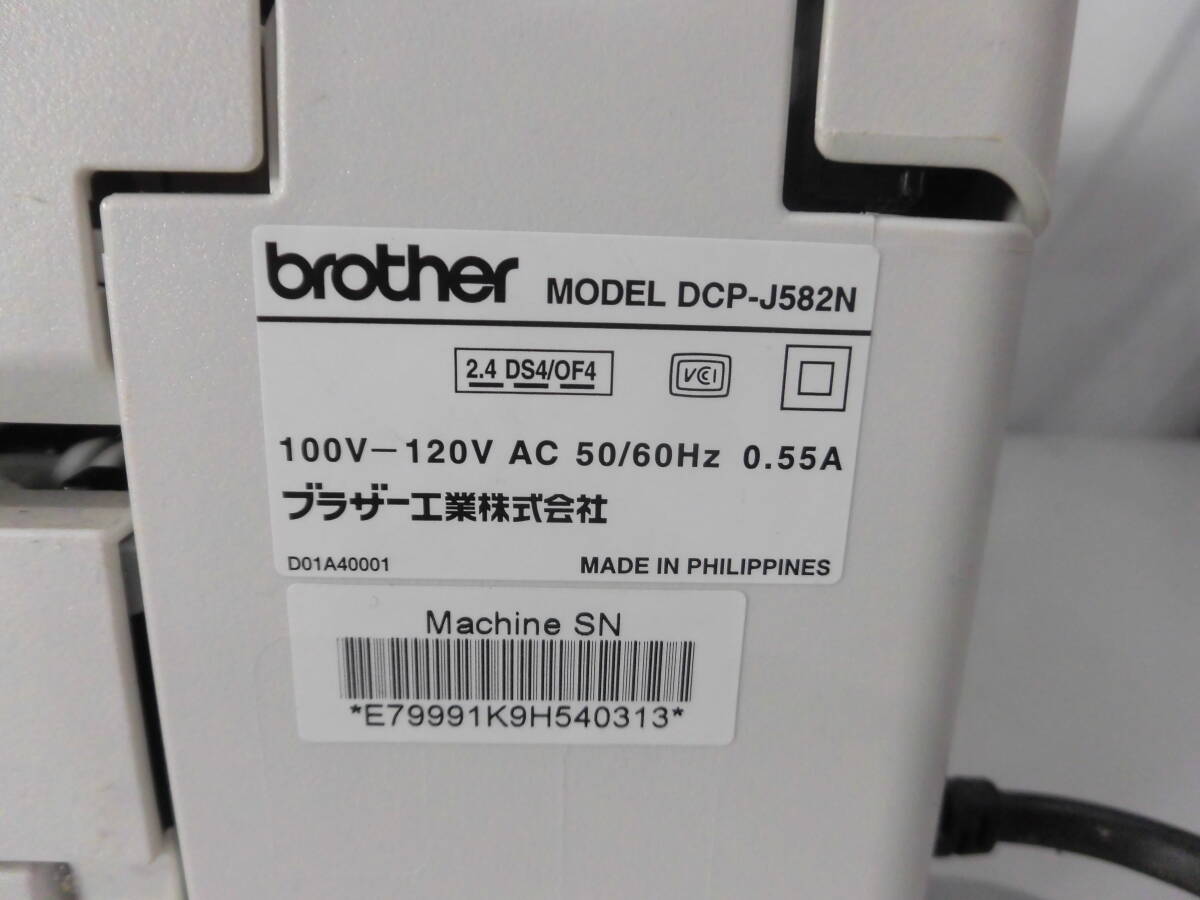 brother MODEL DCP-J582N
2.4 DS4/OF4 VCCI
100V－120V AC 50/60Hz 0.55A
ブラザー工業株式会社
D01A40001 MADE IN PHILIPPINES
Machine SN
*E79991K9H540313*